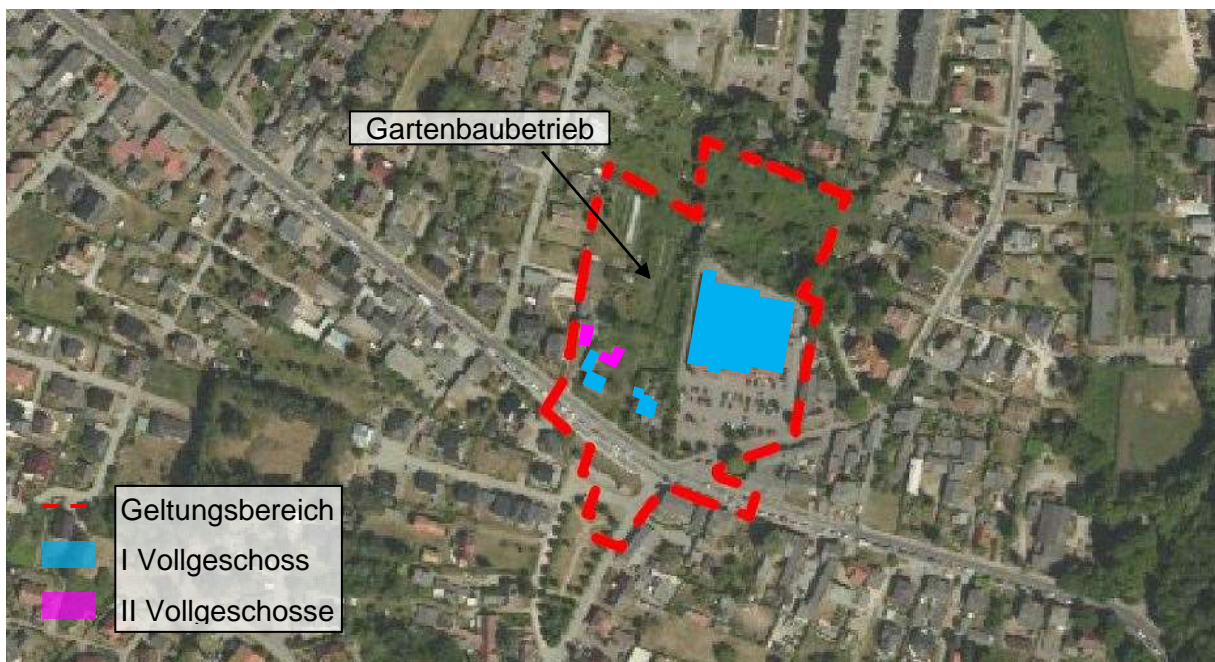 Gartenbaubetrieb
Geltungsbereich
I Vollgeschoss
II Vollgeschosse